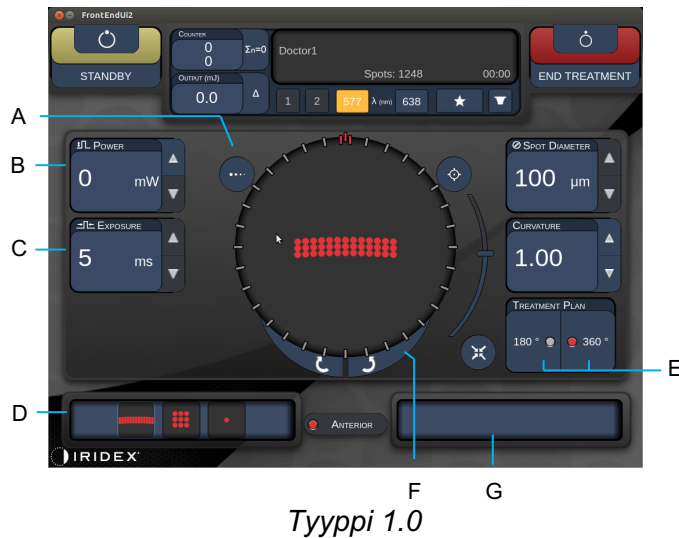 FrontEndUi2
STANDBY
COUNTER
0
0
Σn=0
OUTPUT (mJ)
0.0
Δ
Doctor1
Spots: 1248 00:00
1 2 577 λ (nm) 638
END TREATMENT
A
B
POWER
0 mW
SPOT DIAMETER
100 µm
C
EXPOSURE
5 ms
CURVATURE
1.00
TREATMENT PLAN
180 ° 360 °
E
D
ANTERIOR
IRIDEX
F
G
Tyyppi 1.0